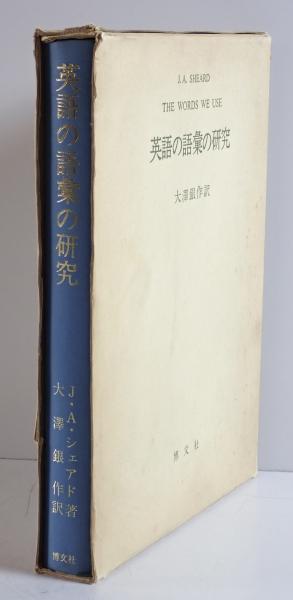 英語の語彙の研究
J・A・シェアド著
大澤銀作訳
博文社
J. A. SHEARD
THE WORDS WE USE
英語の語彙の研究
大澤銀作訳
博文社